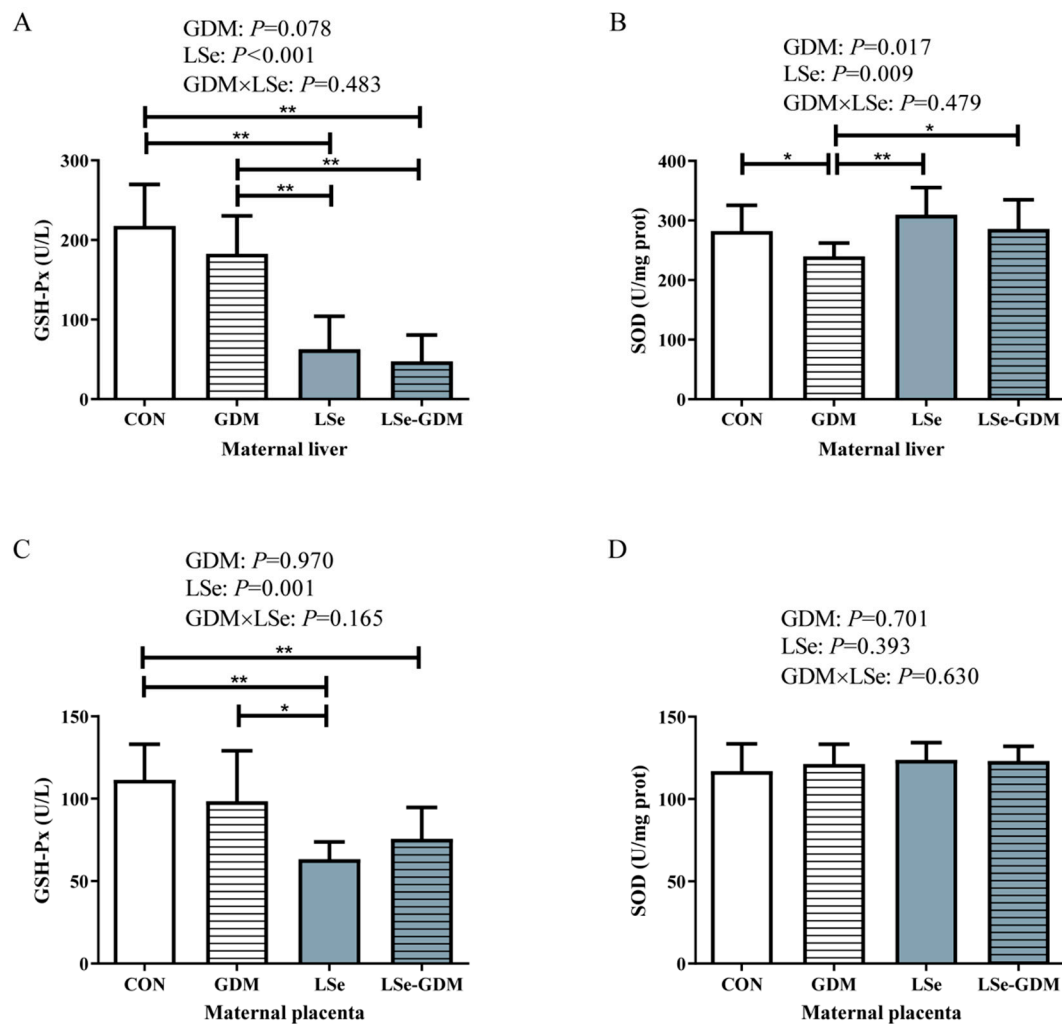 A
GDM: P=0.078
LSe: P<0.001
GDM×LSe: P=0.483
**
**
**
**
300
200
100
0
GSH-Px (U/L)
CON GDM LSe LSe-GDM
Maternal liver
B
GDM: P=0.017
LSe: P=0.009
GDM×LSe: P=0.479
*
* **
400
300
200
100
0
SOD (U/mg prot)
CON GDM LSe LSe-GDM
Maternal liver
C
GDM: P=0.970
LSe: P=0.001
GDM×LSe: P=0.165
**
**
*
150
100
50
0
GSH-Px (U/L)
CON GDM LSe LSe-GDM
Maternal placenta
D
GDM: P=0.701
LSe: P=0.393
GDM×LSe: P=0.630
150
100
50
0
SOD (U/mg prot)
CON GDM LSe LSe-GDM
Maternal placenta